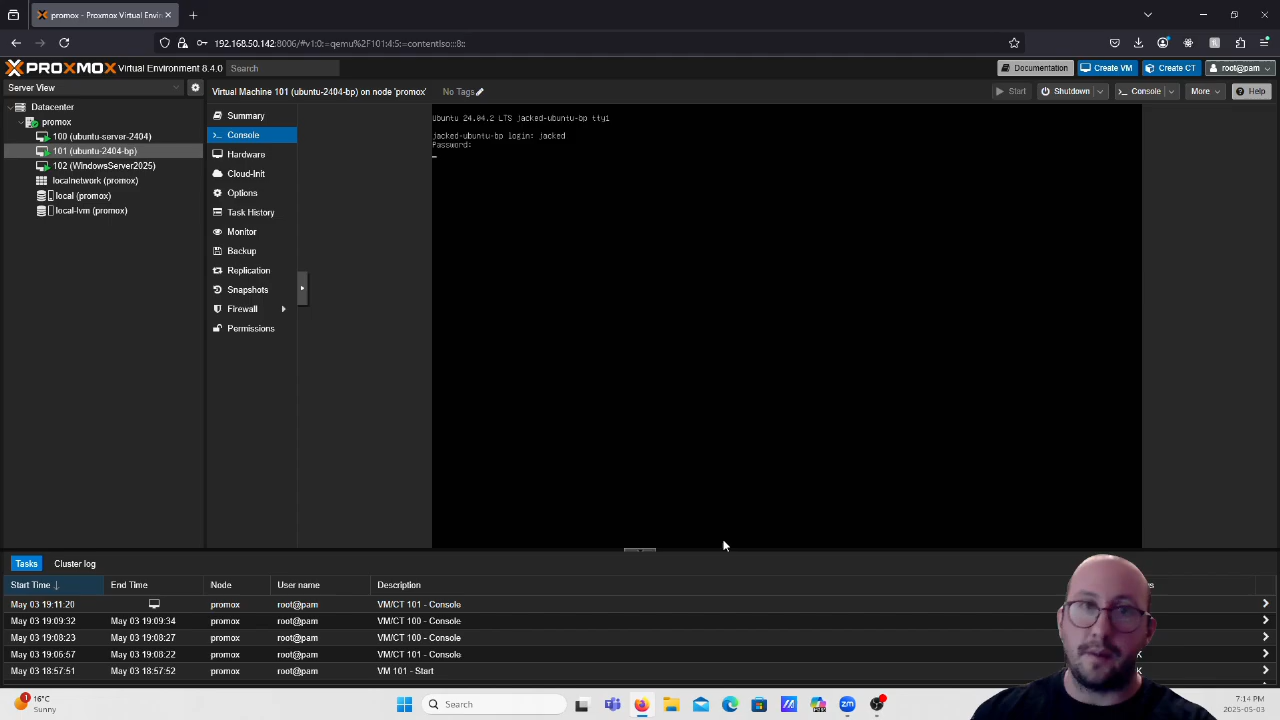 promox - Proxmox Virtual Envir
192.168.50.142:8006/#v1:0:=qemu%2F101:4:5:=contentIso:::8::
PROXMOX Virtual Environment 8.4.0 Search Documentation Create VM Create CT root@pam
Server View
Virtual Machine 101 (ubuntu-2404-bp) on node 'promox' No Tags Start Shutdown Console More Help
Datacenter
promox
100 (ubuntu-server-2404)
101 (ubuntu-2404-bp)
102 (WindowsServer2025)
localnetwork (promox)
local (promox)
local-lvm (promox)
Summary
Console
Hardware
Cloud-Init
Options
Task History
Monitor
Backup
Replication
Snapshots
Firewall
Permissions
Ubuntu 24.04.2 LTS jacked-ubuntu-bp tty1
jacked-ubuntu-bp login: jacked
Password:
Tasks Cluster log
Start Time End Time Node User name Description
May 03 19:11:20 promox root@pam VM/CT 101 - Console
May 03 19:09:32 May 03 19:09:34 promox root@pam VM/CT 100 - Console
May 03 19:08:23 May 03 19:08:27 promox root@pam VM/CT 100 - Console
May 03 19:06:57 May 03 19:08:22 promox root@pam VM/CT 101 - Console
May 03 18:57:51 May 03 18:57:52 promox root@pam VM 101 - Start
16°C
Sunny
Search
7:14 PM
2025-05-03